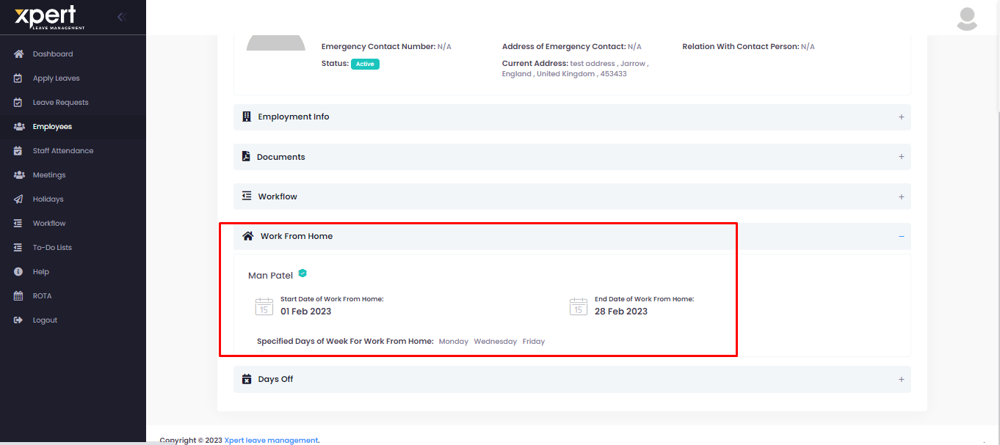 xpert
LEAVE MANAGEMENT
Dashboard
Apply Leaves
Leave Requests
Employees
Staff Attendance
Meetings
Holidays
Workflow
To-Do Lists
Help
ROTA
Logout
Emergency Contact Number: N/A
Address of Emergency Contact: N/A
Relation With Contact Person: N/A
Status: Active
Current Address: test address , Jarrow ,
England , United Kingdom , 453433
Employment Info +
Documents +
Workflow +
Work From Home −
Man Patel
15
Start Date of Work From Home:
01 Feb 2023
15
End Date of Work From Home:
28 Feb 2023
Specified Days of Week For Work From Home: Monday Wednesday Friday
Days Off +
Copyright © 2023 Xpert leave management.